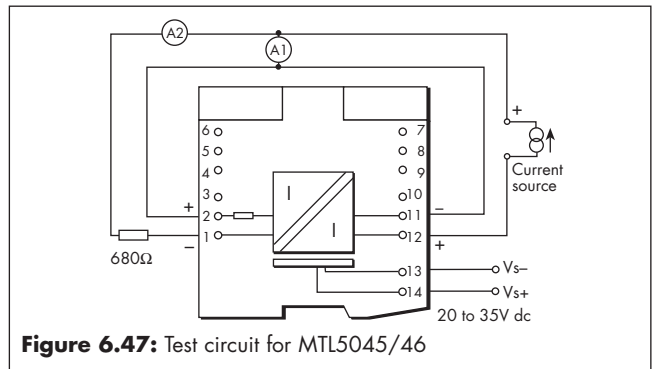 A2
A1
+
6 7
5 8
4 9
3 10
+ 2 I 11 –
– 1 I 12 +
Current
source
680Ω
13 Vs–
14 Vs+
20 to 35V dc
Figure 6.47: Test circuit for MTL5045/46